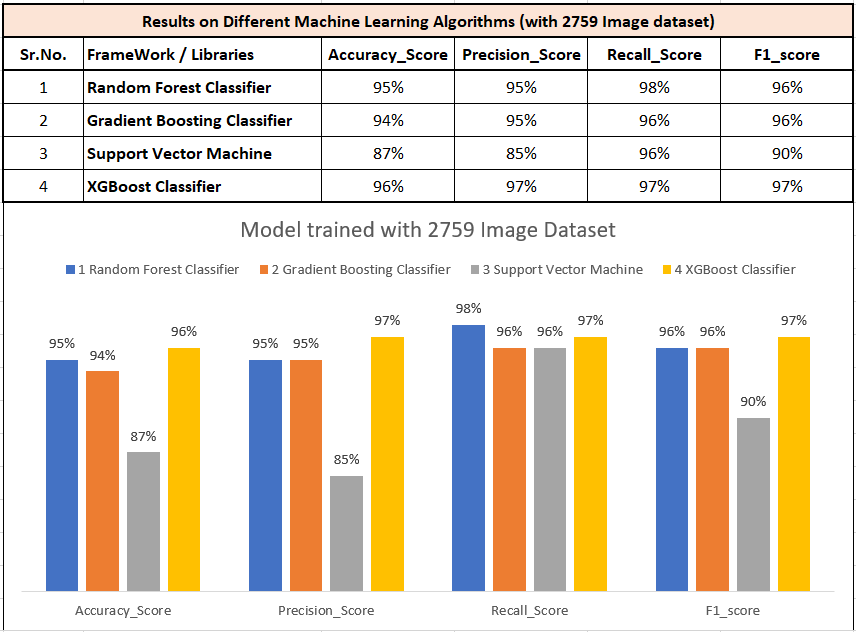 Results on Different Machine Learning Algorithms (with 2759 Image dataset)
Sr.No. FrameWork / Libraries Accuracy_Score Precision_Score Recall_Score F1_score
1 Random Forest Classifier 95% 95% 98% 96%
2 Gradient Boosting Classifier 94% 95% 96% 96%
3 Support Vector Machine 87% 85% 96% 90%
4 XGBoost Classifier 96% 97% 97% 97%
Model trained with 2759 Image Dataset
1 Random Forest Classifier 2 Gradient Boosting Classifier 3 Support Vector Machine 4 XGBoost Classifier
95% 94% 87% 96% 95% 95% 85% 97% 98% 96% 96% 97% 96% 96% 90% 97%
Accuracy_Score Precision_Score Recall_Score F1_score